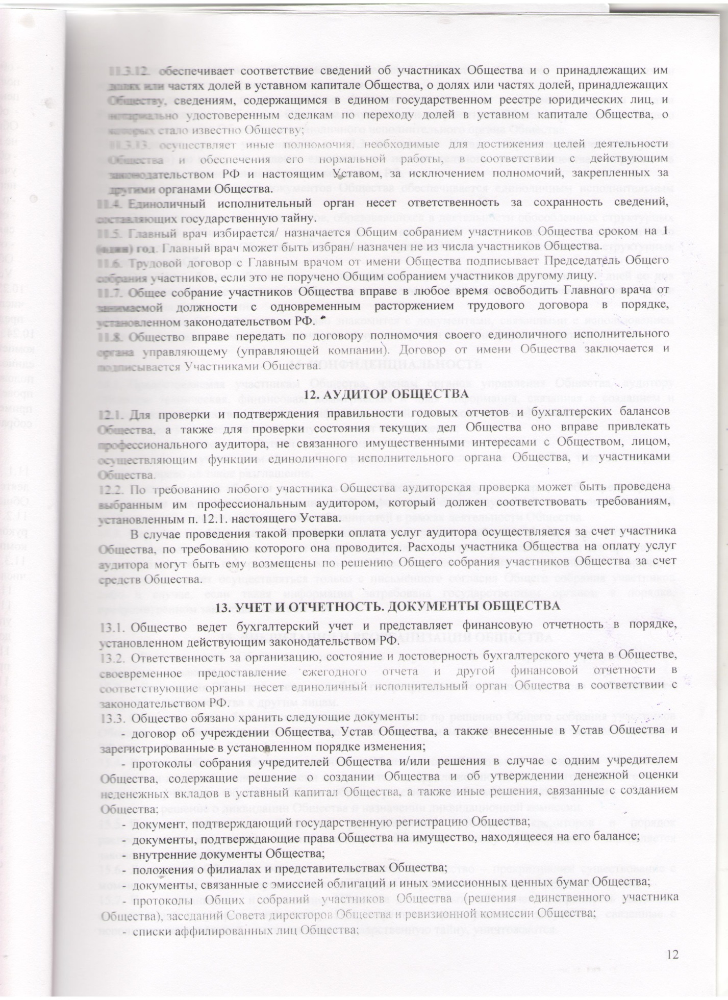 11.3.12. обеспечивает соответствие сведений об участниках Общества и о принадлежащих им
долях или частях долей в уставном капитале Общества, о долях или частях долей, принадлежащих
Обществу, сведениям, содержащимся в едином государственном реестре юридических лиц, и
нотариально удостоверенным сделкам по переходу долей в уставном капитале Общества, о
которых стало известно Обществу;
11.3.13. осуществляет иные полномочия, необходимые для достижения целей деятельности
Общества и обеспечения его нормальной работы, в соответствии с действующим
законодательством РФ и настоящим Уставом, за исключением полномочий, закрепленных за
другими органами Общества.
11.4. Единоличный исполнительный орган несет ответственность за сохранность сведений,
составляющих государственную тайну.
11.5. Главный врач избирается/ назначается Общим собранием участников Общества сроком на 1
(один) год. Главный врач может быть избран/ назначен не из числа участников Общества.
11.6. Трудовой договор с Главным врачом от имени Общества подписывает Председатель Общего
собрания участников, если это не поручено Общим собранием участников другому лицу.
11.7. Общее собрание участников Общества вправе в любое время освободить Главного врача от
занимаемой должности с одновременным расторжением трудового договора в порядке,
установленном законодательством РФ.
11.8. Общество вправе передать по договору полномочия своего единоличного исполнительного
органа управляющему (управляющей компании). Договор от имени Общества заключается и
подписывается Участниками Общества.
12. АУДИТОР ОБЩЕСТВА
12.1. Для проверки и подтверждения правильности годовых отчетов и бухгалтерских балансов
Общества, а также для проверки состояния текущих дел Общества оно вправе привлекать
профессионального аудитора, не связанного имущественными интересами с Обществом, лицом,
осуществляющим функции единоличного исполнительного органа Общества, и участниками
Общества.
12.2. По требованию любого участника Общества аудиторская проверка может быть проведена
выбранным им профессиональным аудитором, который должен соответствовать требованиям,
установленным п. 12.1. настоящего Устава.
В случае проведения такой проверки оплата услуг аудитора осуществляется за счет участника
Общества, по требованию которого она проводится. Расходы участника Общества на оплату услуг
аудитора могут быть ему возмещены по решению Общего собрания участников Общества за счет
средств Общества.
13. УЧЕТ И ОТЧЕТНОСТЬ. ДОКУМЕНТЫ ОБЩЕСТВА
13.1. Общество ведет бухгалтерский учет и представляет финансовую отчетность в порядке,
установленном действующим законодательством РФ.
13.2. Ответственность за организацию, состояние и достоверность бухгалтерского учета в Обществе,
своевременное предоставление ежегодного отчета и другой финансовой отчетности в
соответствующие органы несет единоличный исполнительный орган Общества в соответствии с
законодательством РФ.
13.3. Общество обязано хранить следующие документы:
- договор об учреждении Общества, Устав Общества, а также внесенные в Устав Общества и
зарегистрированные в установленном порядке изменения;
- протоколы собрания учредителей Общества и/или решения в случае с одним учредителем
Общества, содержащие решение о создании Общества и об утверждении денежной оценки
неденежных вкладов в уставный капитал Общества, а также иные решения, связанные с созданием
Общества;
- документ, подтверждающий государственную регистрацию Общества;
- документы, подтверждающие права Общества на имущество, находящееся на его балансе;
- внутренние документы Общества;
- положения о филиалах и представительствах Общества;
- документы, связанные с эмиссией облигаций и иных эмиссионных ценных бумаг Общества;
- протоколы Общих собраний участников Общества (решения единственного участника
Общества), заседаний Совета директоров Общества и ревизионной комиссии Общества;
- списки аффилированных лиц Общества;
12